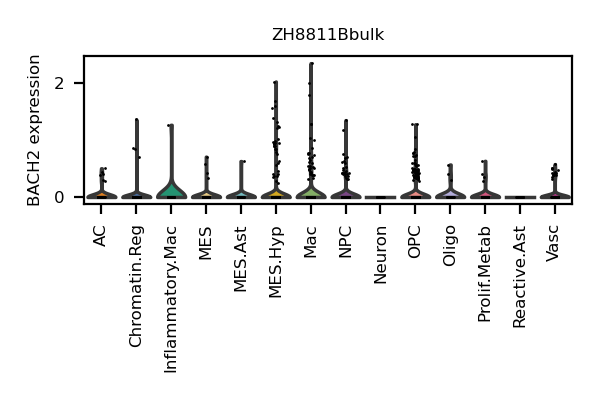 ZH8811Bbulk
BACH2 expression
2
0
AC
Chromatin.Reg
Inflammatory.Mac
MES
MES.Ast
MES.Hyp
Mac
NPC
Neuron
OPC
Oligo
Prolif.Metab
Reactive.Ast
Vasc